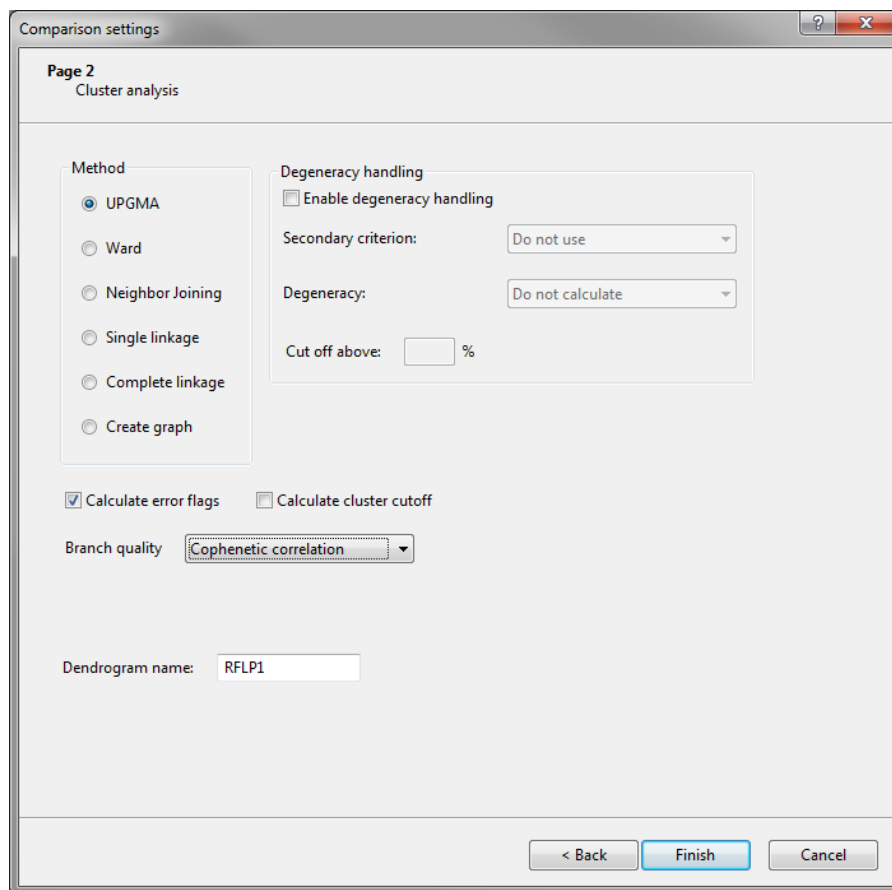 Comparison settings
?
Page 2
Cluster analysis
Method
UPGMA
Ward
Neighbor Joining
Single linkage
Complete linkage
Create graph
Degeneracy handling
Enable degeneracy handling
Secondary criterion: Do not use
Degeneracy: Do not calculate
Cut off above: %
Calculate error flags Calculate cluster cutoff
Branch quality Cophenetic correlation
Dendrogram name: RFLP1
< Back Finish Cancel